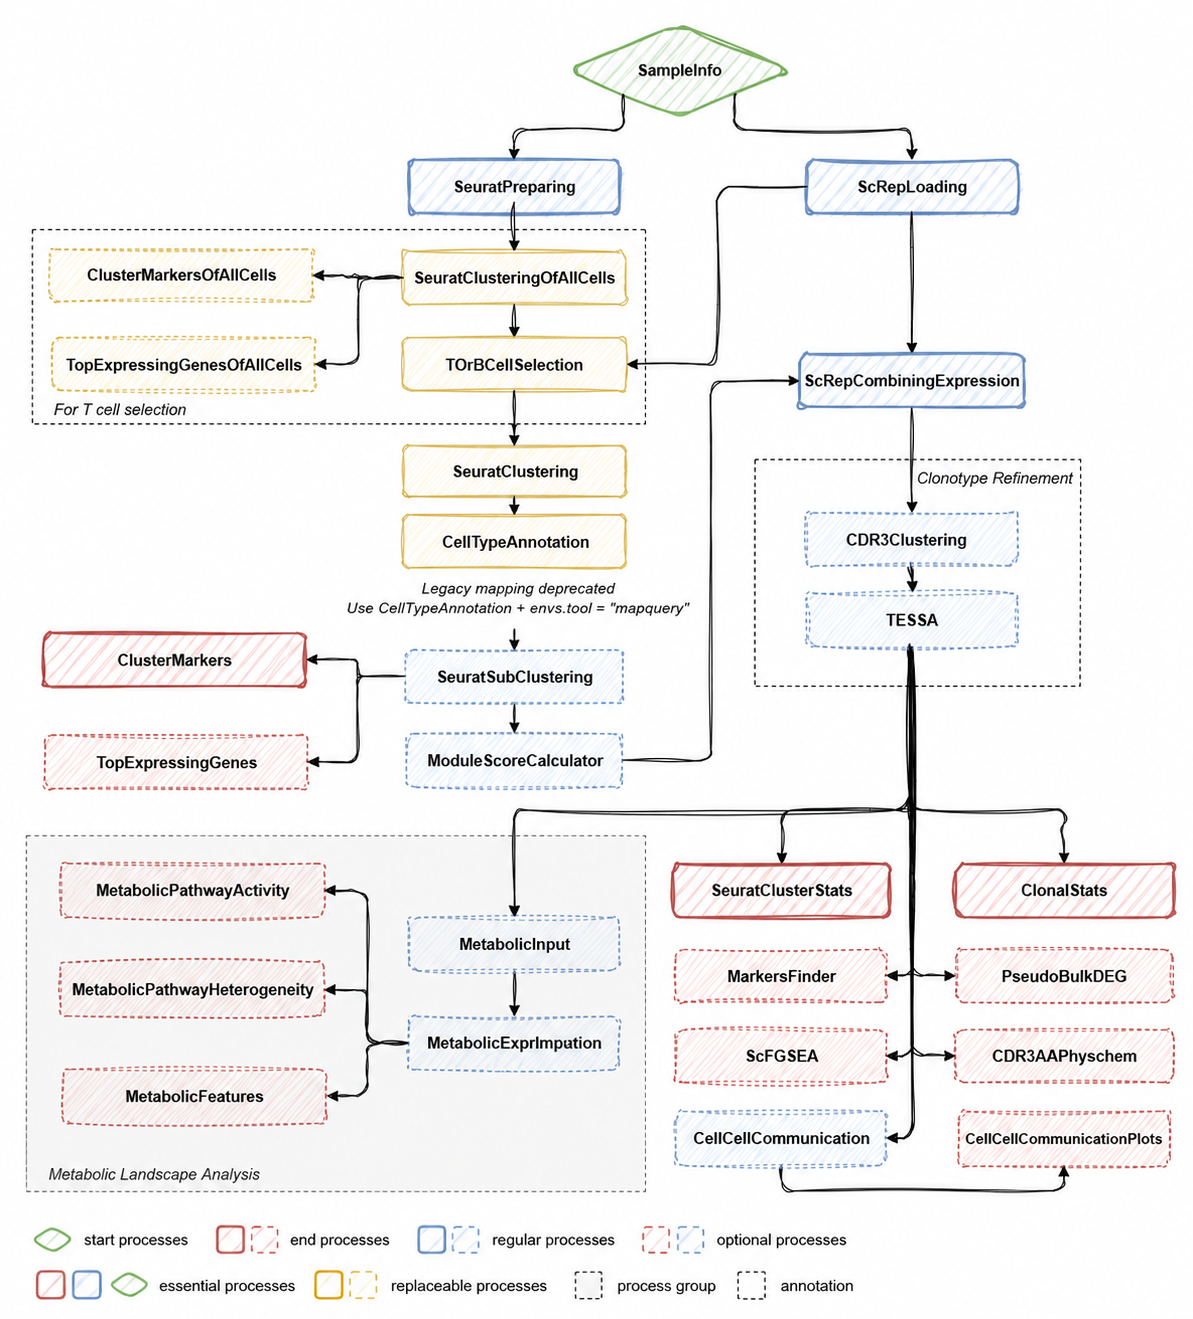 SampleInfo
SeuratPreparing
ScRepLoading
ClusterMarkersOfAllCells
SeuratClusteringOfAllCells
TopExpressingGenesOfAllCells
TOrBCellSelection
ScRepCombiningExpression
For T cell selection
SeuratClustering
Clonotype Refinement
CellTypeAnnotation
CDR3Clustering
Legacy mapping deprecated
Use CellTypeAnnotation + envs.tool = "mapquery"
TESSA
ClusterMarkers
SeuratSubClustering
TopExpressingGenes
ModuleScoreCalculator
MetabolicPathwayActivity
SeuratClusterStats
ClonalStats
MetabolicInput
MarkersFinder
PseudoBulkDEG
MetabolicPathwayHeterogeneity
MetabolicExprImpution
ScFGSEA
CDR3AAPhyschem
MetabolicFeatures
CellCellCommunication
CellCellCommunicationPlots
Metabolic Landscape Analysis
start processes
end processes
regular processes
optional processes
essential processes
replaceable processes
process group
annotation